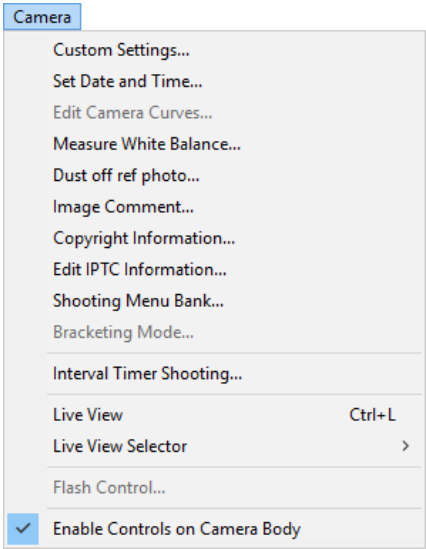 Camera
Custom Settings...
Set Date and Time...
Edit Camera Curves...
Measure White Balance...
Dust off ref photo...
Image Comment...
Copyright Information...
Edit IPTC Information...
Shooting Menu Bank...
Bracketing Mode...
Interval Timer Shooting...
Live View Ctrl+L
Live View Selector >
Flash Control...
Enable Controls on Camera Body